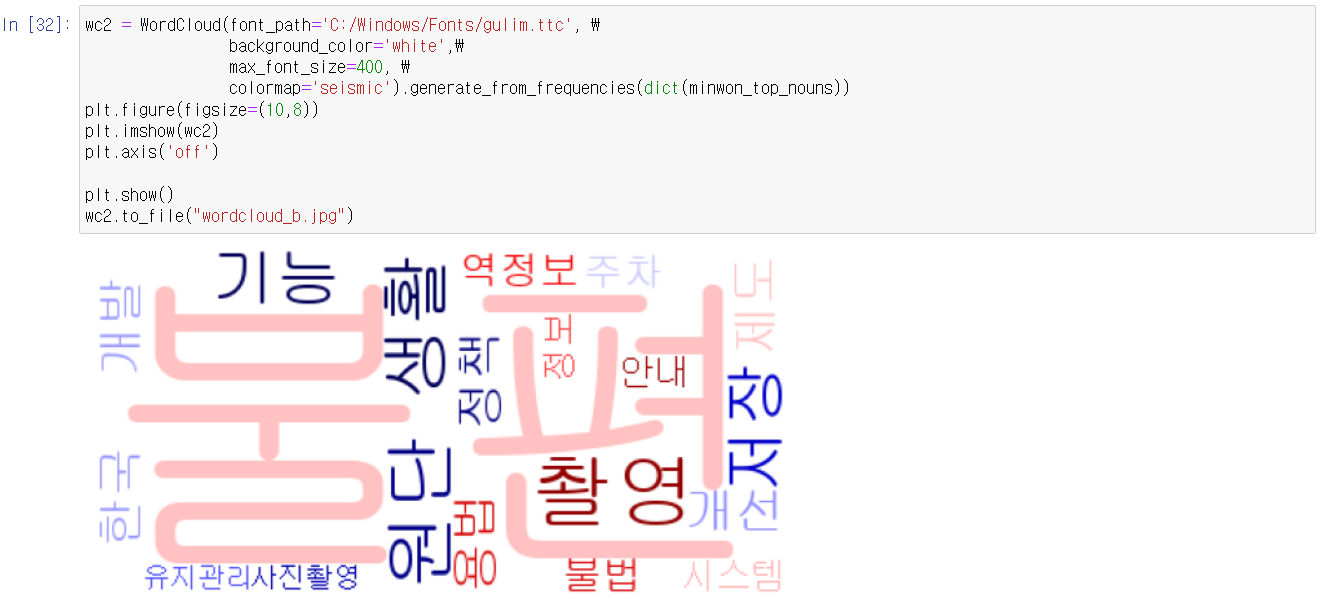 In [32]:
wc2 = WordCloud(font_path='C:/Windows/Fonts/gulim.ttc', ₩
background_color='white',₩
max_font_size=400, ₩
colormap='seismic').generate_from_frequencies(dict(minwon_top_nouns))
plt.figure(figsize=(10,8))
plt.imshow(wc2)
plt.axis('off')
plt.show()
wc2.to_file("wordcloud_b.jpg")
기능
생활
역정보
주차
제도
개발
불편
정책
정보
안내
저장
한국
원단
용법
촬영
개선
유지관리
사진촬영
불법
시스템